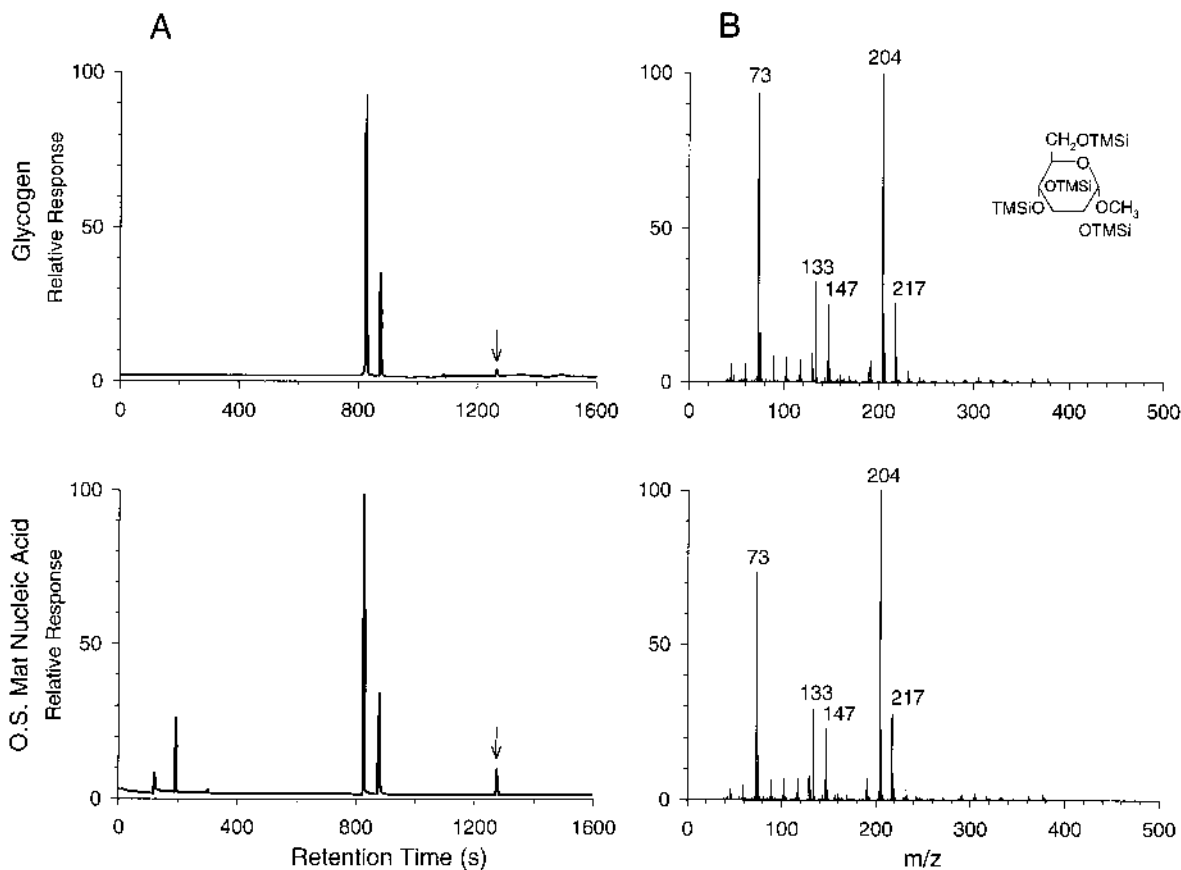 A
B
Glycogen
Relative Response
100
50
0
0 400 800 1200 1600
100
50
0
73
204
133
147
217
0 100 200 300 400 500
CH2OTMSi
O
OTMSi
TMSiO
OCH3
OTMSi
O.S. Mat Nucleic Acid
Relative Response
100
50
0
0 400 800 1200 1600
Retention Time (s)
100
50
0
204
73
133
147
217
0 100 200 300 400 500
m/z